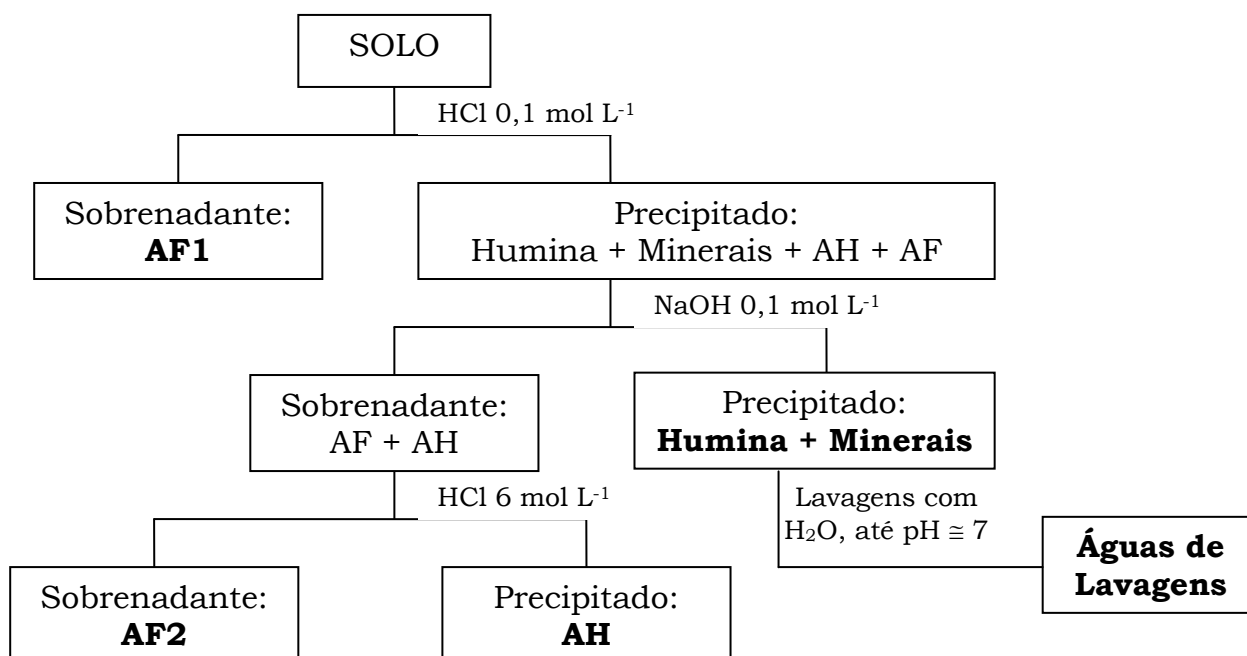 SOLO
HCl 0,1 mol L⁻¹
Sobrenadante:
AF1
Precipitado:
Humina + Minerais + AH + AF
NaOH 0,1 mol L⁻¹
Sobrenadante:
AF + AH
Precipitado:
Humina + Minerais
HCl 6 mol L⁻¹
Lavagens com
H₂O, até pH ≅ 7
Águas de
Lavagens
Sobrenadante:
AF2
Precipitado:
AH